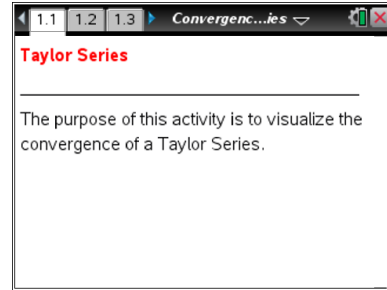 1.1 1.2 1.3 Convergenc...ies
Taylor Series
The purpose of this activity is to visualize the
convergence of a Taylor Series.